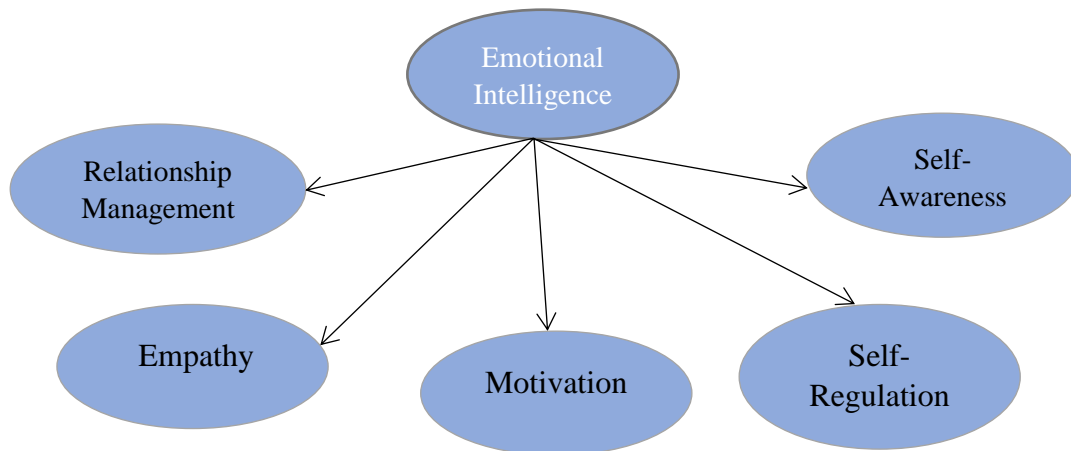 Emotional
Intelligence
Relationship
Management
Self-
Awareness
Empathy
Motivation
Self-
Regulation